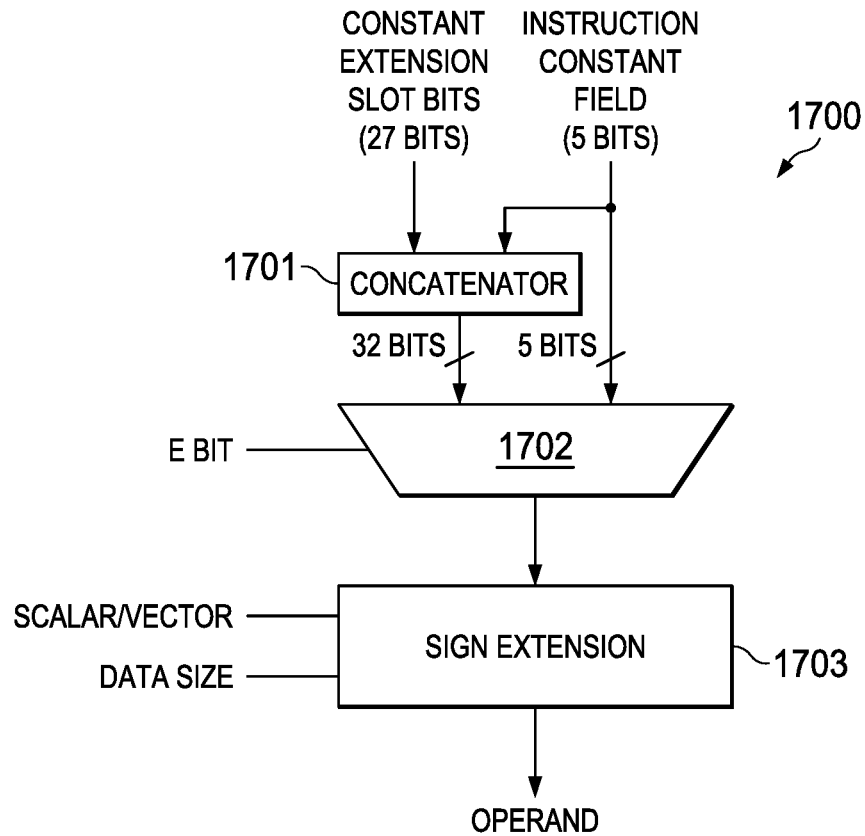 CONSTANT
EXTENSION
SLOT BITS
(27 BITS)
INSTRUCTION
CONSTANT
FIELD
(5 BITS)
1700
1701
CONCATENATOR
32 BITS
5 BITS
E BIT
1702
SCALAR/VECTOR
DATA SIZE
SIGN EXTENSION
1703
OPERAND